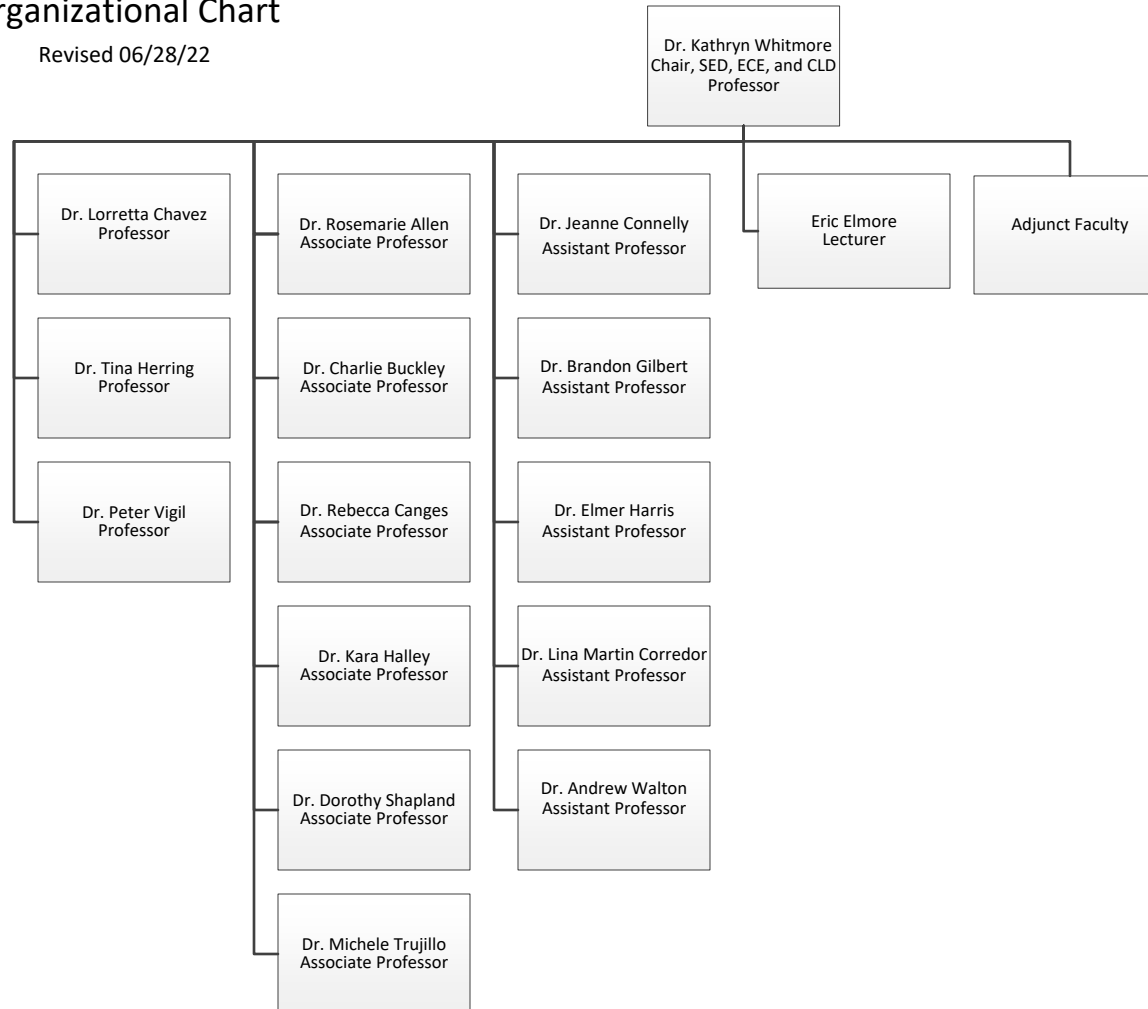 rganizational Chart
Revised 06/28/22
Dr. Kathryn Whitmore
Chair, SED, ECE, and CLD
Professor
Dr. Lorretta Chavez
Professor
Dr. Tina Herring
Professor
Dr. Peter Vigil
Professor
Dr. Rosemarie Allen
Associate Professor
Dr. Charlie Buckley
Associate Professor
Dr. Rebecca Canges
Associate Professor
Dr. Kara Halley
Associate Professor
Dr. Dorothy Shapland
Associate Professor
Dr. Michele Trujillo
Associate Professor
Dr. Jeanne Connelly
Assistant Professor
Dr. Brandon Gilbert
Assistant Professor
Dr. Elmer Harris
Assistant Professor
Dr. Lina Martin Corredor
Assistant Professor
Dr. Andrew Walton
Assistant Professor
Eric Elmore
Lecturer
Adjunct Faculty